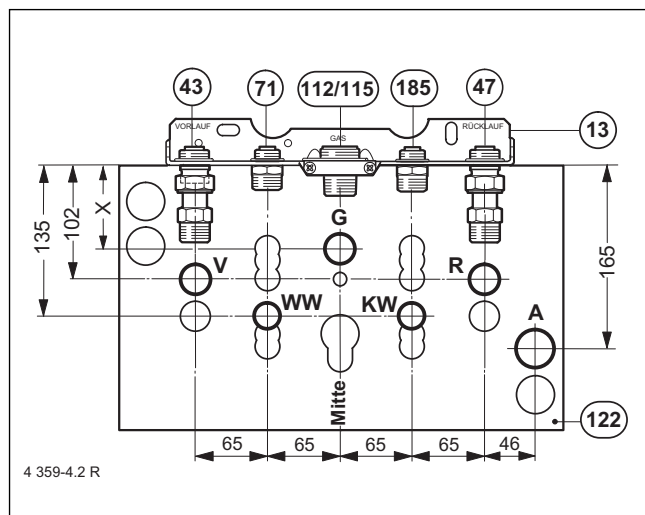 43
71
112/115
185
47
13
VORLAUF
GAS
RÜCKLAUF
135
102
X
G
165
V
R
WW
KW
A
Mitte
122
65
65
65
65
46
4 359-4.2 R